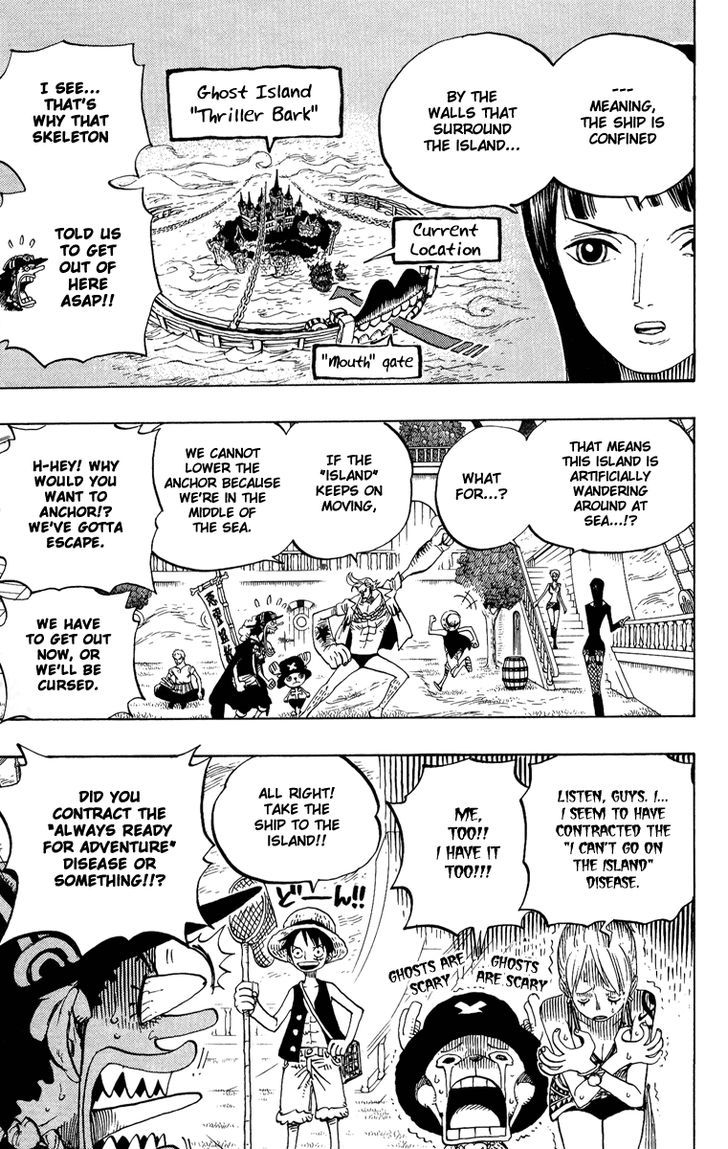 ---
MEANING,
THE SHIP IS
CONFINED
BY THE
WALLS THAT
SURROUND
THE ISLAND...
Ghost Island
"Thriller Bark"
Current
Location
"Mouth" gate
I SEE...
THAT'S
WHY THAT
SKELETON
TOLD US
TO GET
OUT OF
HERE
ASAP!!
THAT MEANS
THIS ISLAND IS
ARTIFICIALLY
WANDERING
AROUND AT
SEA...!?
WHAT
FOR...?
IF THE
"ISLAND"
KEEPS ON
MOVING,
WE CANNOT
LOWER THE
ANCHOR BECAUSE
WE'RE IN THE
MIDDLE OF
THE SEA.
H-HEY! WHY
WOULD YOU
WANT TO
ANCHOR!?
WE'VE GOTTA
ESCAPE.
WE HAVE
TO GET OUT
NOW, OR
WE'LL BE
CURSED.
LISTEN, GUYS. I...
I SEEM TO HAVE
CONTRACTED THE
"I CAN'T GO ON
THE ISLAND"
DISEASE.
ME,
TOO!!
I HAVE IT
TOO!!!
GHOSTS ARE
SCARY
GHOSTS
ARE SCARY
ALL RIGHT!
TAKE THE
SHIP TO THE
ISLAND!!
どーん!!
DID YOU
CONTRACT THE
"ALWAYS READY
FOR ADVENTURE"
DISEASE OR
SOMETHING!!?